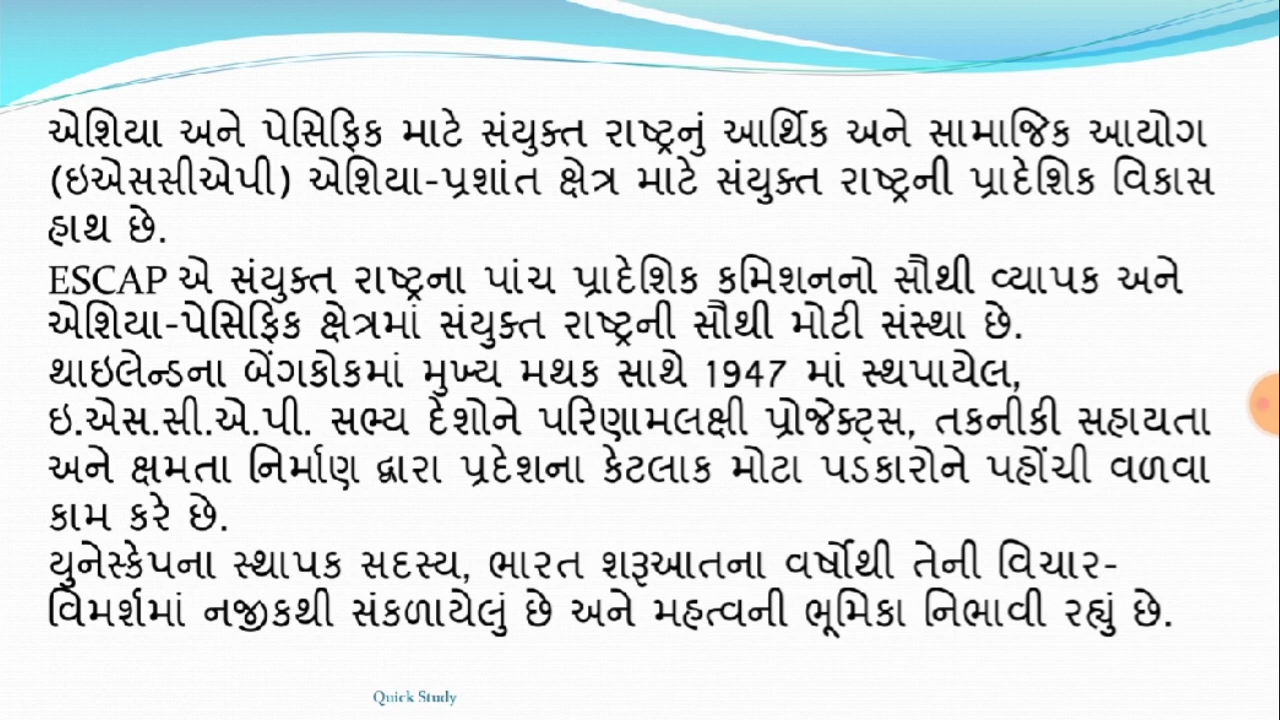 એશિયા અને પેસિફિક માટે સંયુક્ત રાષ્ટ્રનું આર્થિક અને સામાજિક આયોગ
(ઇએસસીએપી) એશિયા-પ્રશાંત ક્ષેત્ર માટે સંયુક્ત રાષ્ટ્રની પ્રાદેશિક વિકાસ
હાથ છે.
ESCAP એ સંયુક્ત રાષ્ટ્રના પાંચ પ્રાદેશિક કમિશનનો સૌથી વ્યાપક અને
એશિયા-પેસિફિક ક્ષેત્રમાં સંયુક્ત રાષ્ટ્રની સૌથી મોટી સંસ્થા છે.
થાઇલેન્ડના બેંગકોકમાં મુખ્ય મથક સાથે 1947 માં સ્થપાયેલ,
ઇ.એસ.સી.એ.પી. સભ્ય દેશોને પરિણામલક્ષી પ્રોજેક્ટ્સ, તકનીકી સહાયતા
અને ક્ષમતા નિર્માણ દ્વારા પ્રદેશના કેટલાક મોટા પડકારોને પહોંચી વળવા
કામ કરે છે.
યુનેસ્કેપના સ્થાપક સદસ્ય, ભારત શરૂઆતના વર્ષોથી તેની વિચાર-
વિમર્શમાં નજીકથી સંકળાયેલું છે અને મહત્વની ભૂમિકા નિભાવી રહ્યું છે.
Quick Study